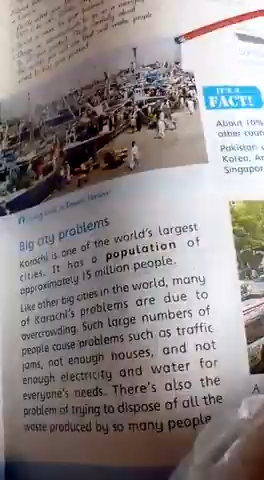 IT'S A
FACT!
About 10%
other coun
Pakistan
Korea, A
Singapor
Big city problems
Karachi is one of the world's largest
cities. It has a population of
approximately 15 million people.
Like other big cities in the world, many
of Karachi's problems are due to
overcrowding. Such large numbers of
people cause problems such as traffic
jams, not enough houses, and not
enough electricity and water for
everyone's needs. There's also the
problem of trying to dispose of all the
waste produced by so many people
A